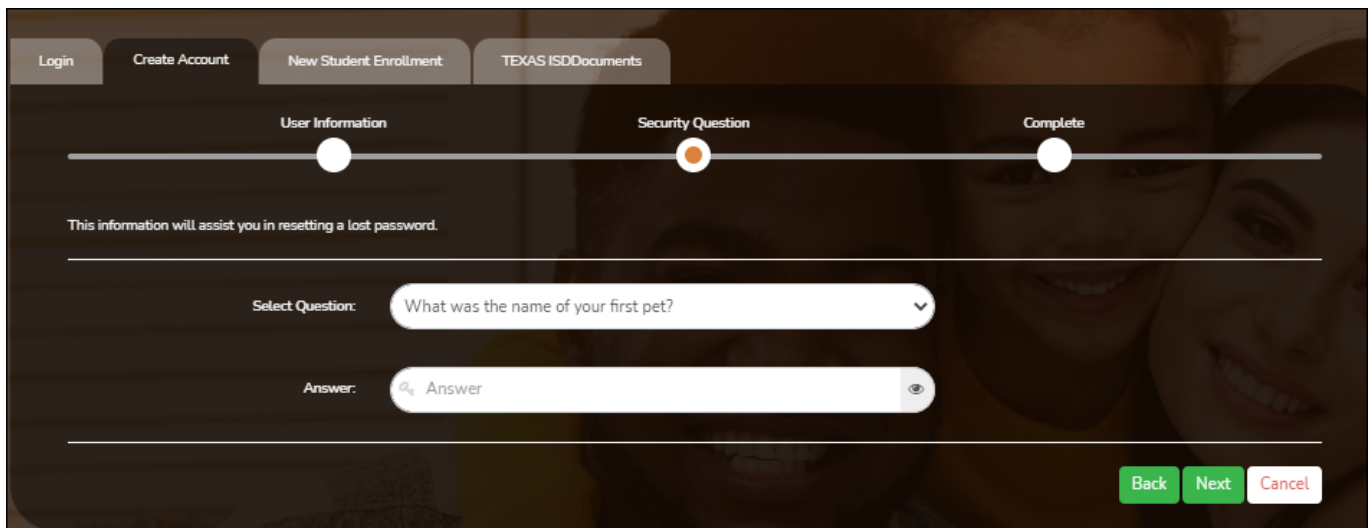 Login Create Account New Student Enrollment TEXAS ISDDocuments
User Information Security Question Complete
This information will assist you in resetting a lost password.
Select Question: What was the name of your first pet?
Answer: Answer
Back Next Cancel